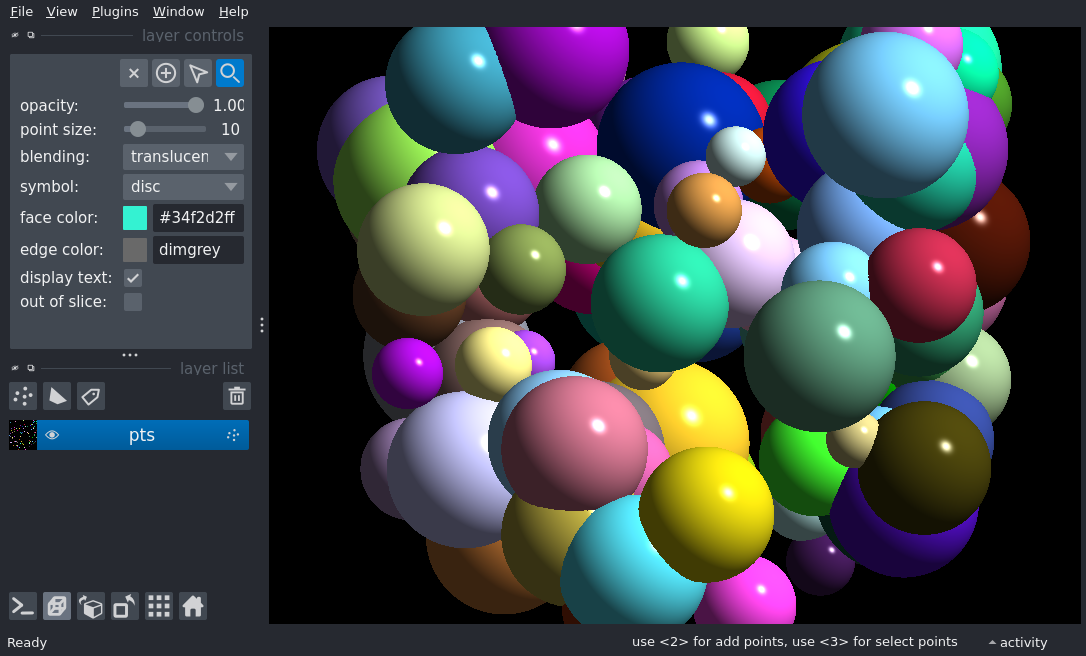 File View Plugins Window Help
layer controls
opacity: 1.00
point size: 10
blending: translucen
symbol: disc
face color: #34f2d2ff
edge color: dimgrey
display text:
out of slice:
layer list
pts
Ready
use <2> for add points, use <3> for select points
activity